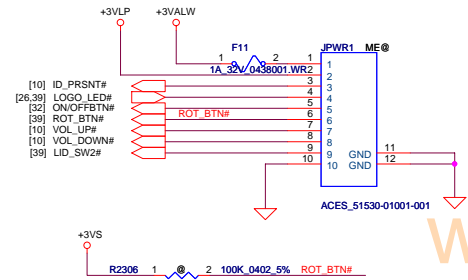 +3VLP
+3VALW
F11
JPWR1 ME@
1 2 1 1
1A_32V_0438001.WR 2 2
[10] ID_PRSNT# 3 3
[26,39] LOGO_LED# 4 4
[32] ON/OFFBTN# 5 5
[39] ROT_BTN# ROT_BTN# 6 6
[10] VOL_UP# 7 7
[10] VOL_DOWN# 8 8
[39] LID_SW2# 9 9 GND 11
10 10 GND 12
ACES_51530-01001-001
W
+3VS
R2306 1 @ 2 100K_0402_5% ROT_BTN#